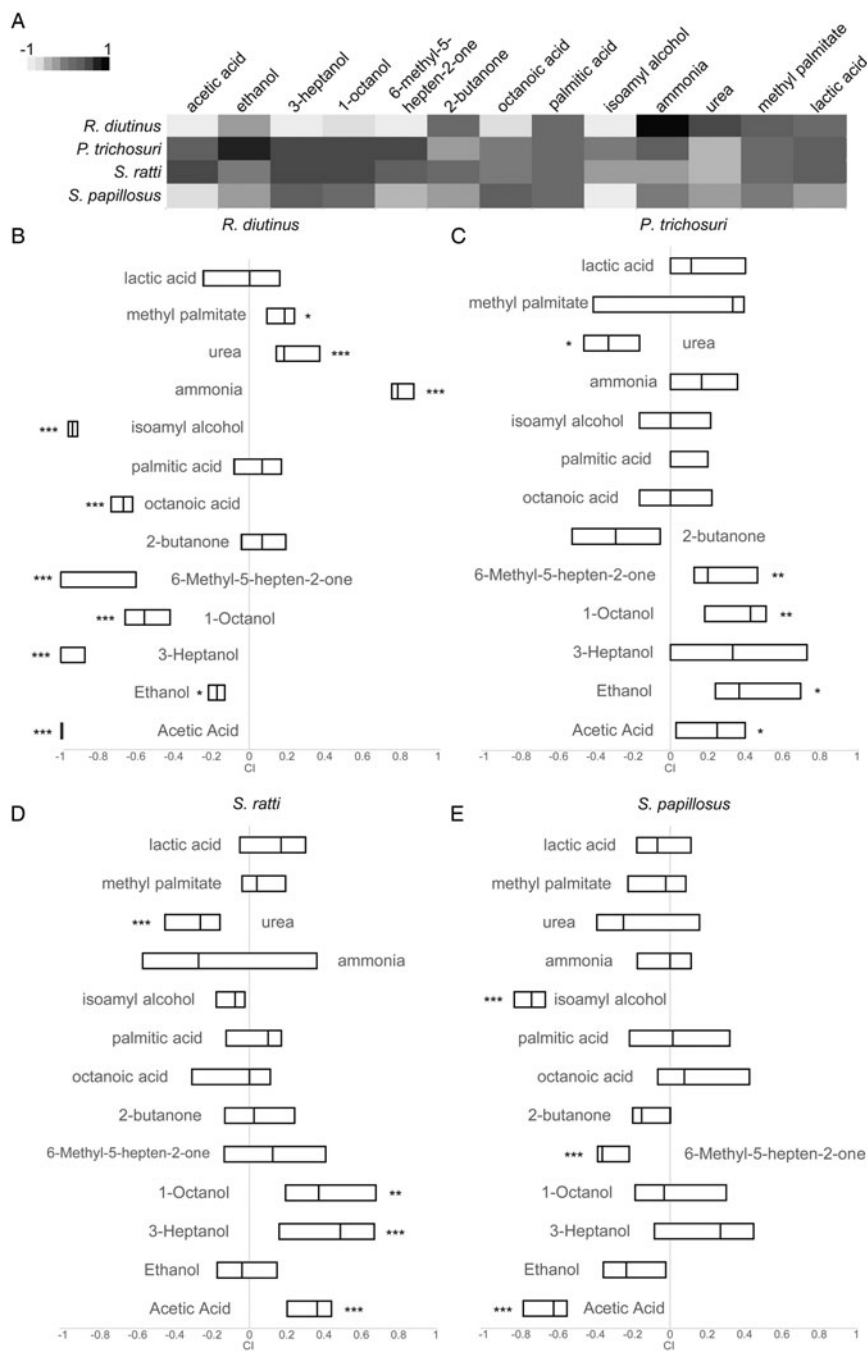 A
-1 1
acetic acid
ethanol
3-heptanol
1-octanol
6-methyl-5-
hepten-2-one
2-butanone
octanoic acid
palmitic acid
isoamyl alcohol
ammonia
urea
methyl palmitate
lactic acid
R. diutinus
P. trichosuri
S. ratti
S. papillosus
B R. diutinus
lactic acid
methyl palmitate *
urea ***
ammonia ***
*** isoamyl alcohol
palmitic acid
*** octanoic acid
2-butanone
*** 6-Methyl-5-hepten-2-one
*** 1-Octanol
*** 3-Heptanol
Ethanol *
*** Acetic Acid
-1 -0.8 -0.6 -0.4 -0.2 0 0.2 0.4 0.6 0.8 1
CI
C P. trichosuri
lactic acid
methyl palmitate
* urea
ammonia
isoamyl alcohol
palmitic acid
octanoic acid
2-butanone
6-Methyl-5-hepten-2-one **
1-Octanol **
3-Heptanol
Ethanol *
Acetic Acid *
-1 -0.8 -0.6 -0.4 -0.2 0 0.2 0.4 0.6 0.8 1
CI
D S. ratti
lactic acid
methyl palmitate
*** urea
ammonia
isoamyl alcohol
palmitic acid
octanoic acid
2-butanone
6-Methyl-5-hepten-2-one
1-Octanol **
3-Heptanol ***
Ethanol
Acetic Acid ***
-1 -0.8 -0.6 -0.4 -0.2 0 0.2 0.4 0.6 0.8 1
CI
E S. papillosus
lactic acid
methyl palmitate
urea
ammonia
*** isoamyl alcohol
palmitic acid
octanoic acid
2-butanone
*** 6-Methyl-5-hepten-2-one
1-Octanol
3-Heptanol
Ethanol
*** Acetic Acid
-1 -0.8 -0.6 -0.4 -0.2 0 0.2 0.4 0.6 0.8 1
CI